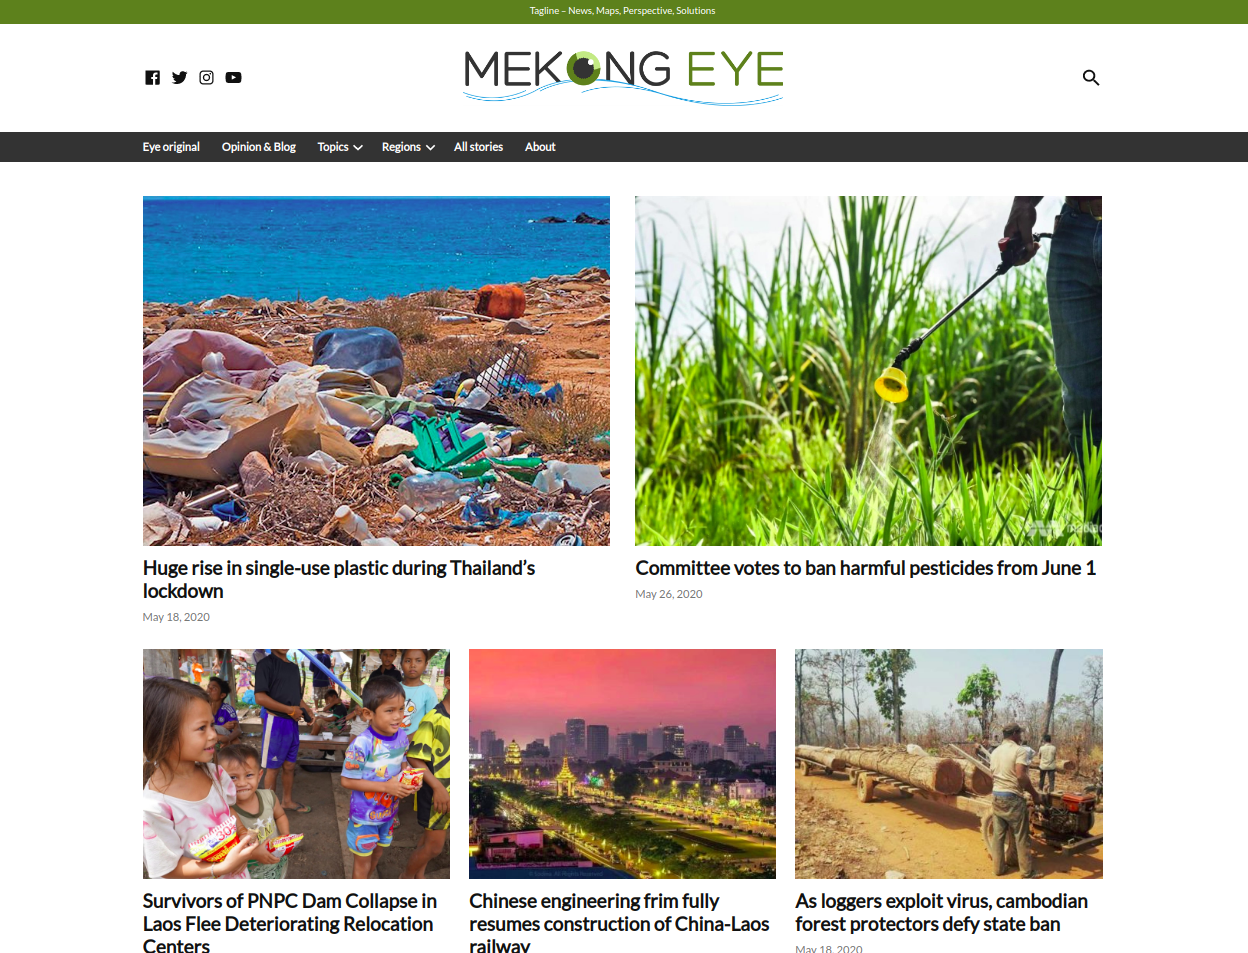 Tagline – News, Maps, Perspective, Solutions
MEKONG EYE
Eye original
Opinion & Blog
Topics
Regions
All stories
About
Huge rise in single-use plastic during Thailand’s
lockdown
May 18, 2020
Committee votes to ban harmful pesticides from June 1
May 26, 2020
Survivors of PNPC Dam Collapse in
Laos Flee Deteriorating Relocation
Centers
Chinese engineering frim fully
resumes construction of China-Laos
railway
As loggers exploit virus, cambodian
forest protectors defy state ban
May 18, 2020